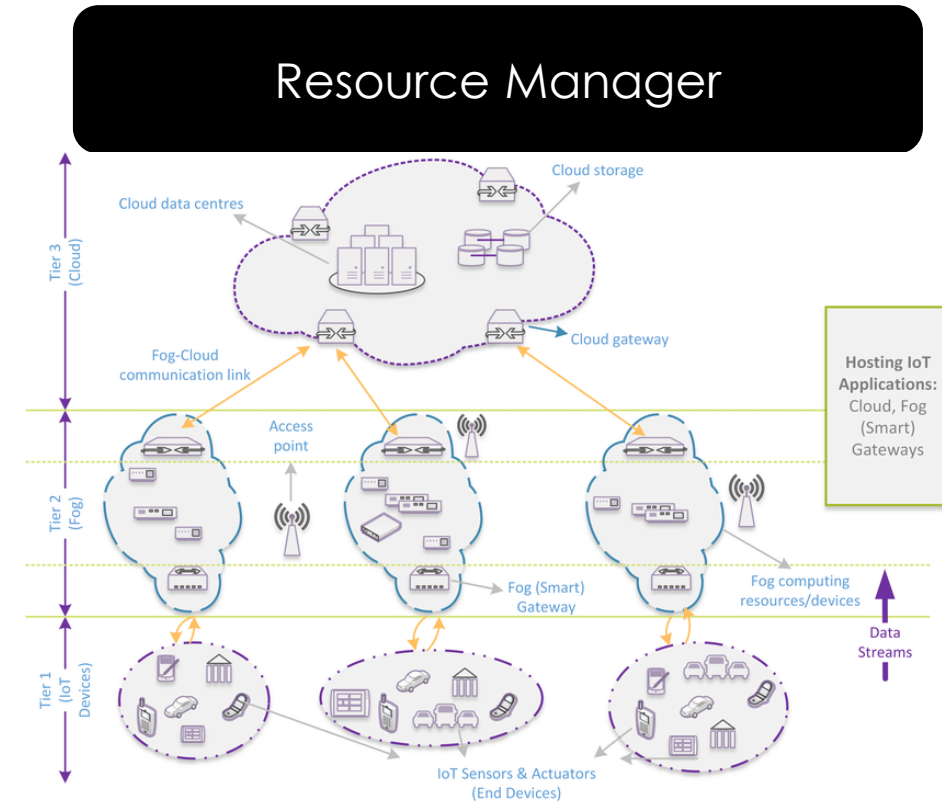 Resource Manager
Cloud storage
Cloud data centres
Tier 3
(Cloud)
Cloud gateway
Fog-Cloud
communication link
Hosting IoT
Applications:
Cloud, Fog
(Smart)
Gateways
Access
point
Tier 2
(Fog)
Fog (Smart)
Gateway
Fog computing
resources/devices
Data
Streams
Tier 1
(IoT
Devices)
IoT Sensors & Actuators
(End Devices)